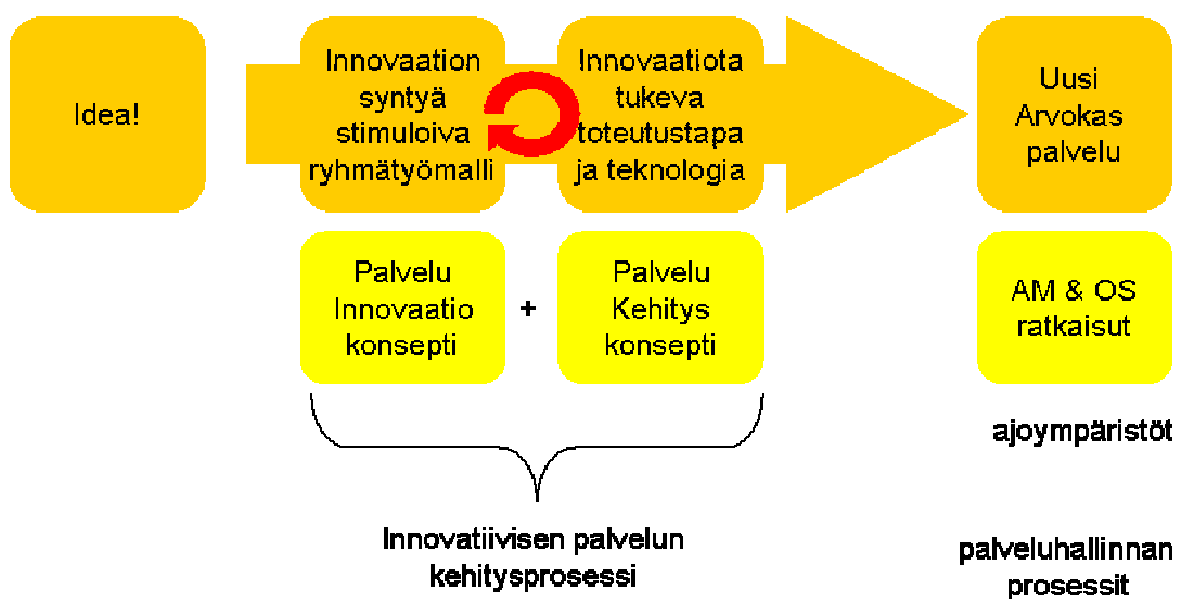 Idea!
Innovaation
syntyä
stimuloiva
ryhmätyömalli
Innovaatiota
tukeva
toteutustapa
ja teknologia
Uusi
Arvokas
palvelu
Palvelu
Innovaatio
konsepti
+
Palvelu
Kehitys
konsepti
AM & OS
ratkaisut
ajoympäristöt
Innovatiivisen palvelun
kehitysprosessi
palveluhallinnan
prosessit